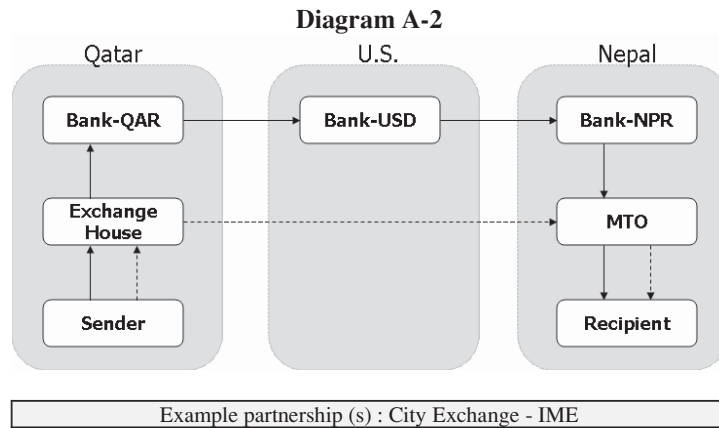 Diagram A-2
Qatar
U.S.
Nepal
Bank-QAR
Bank-USD
Bank-NPR
Exchange
House
MTO
Sender
Recipient
Example partnership (s) : City Exchange - IME